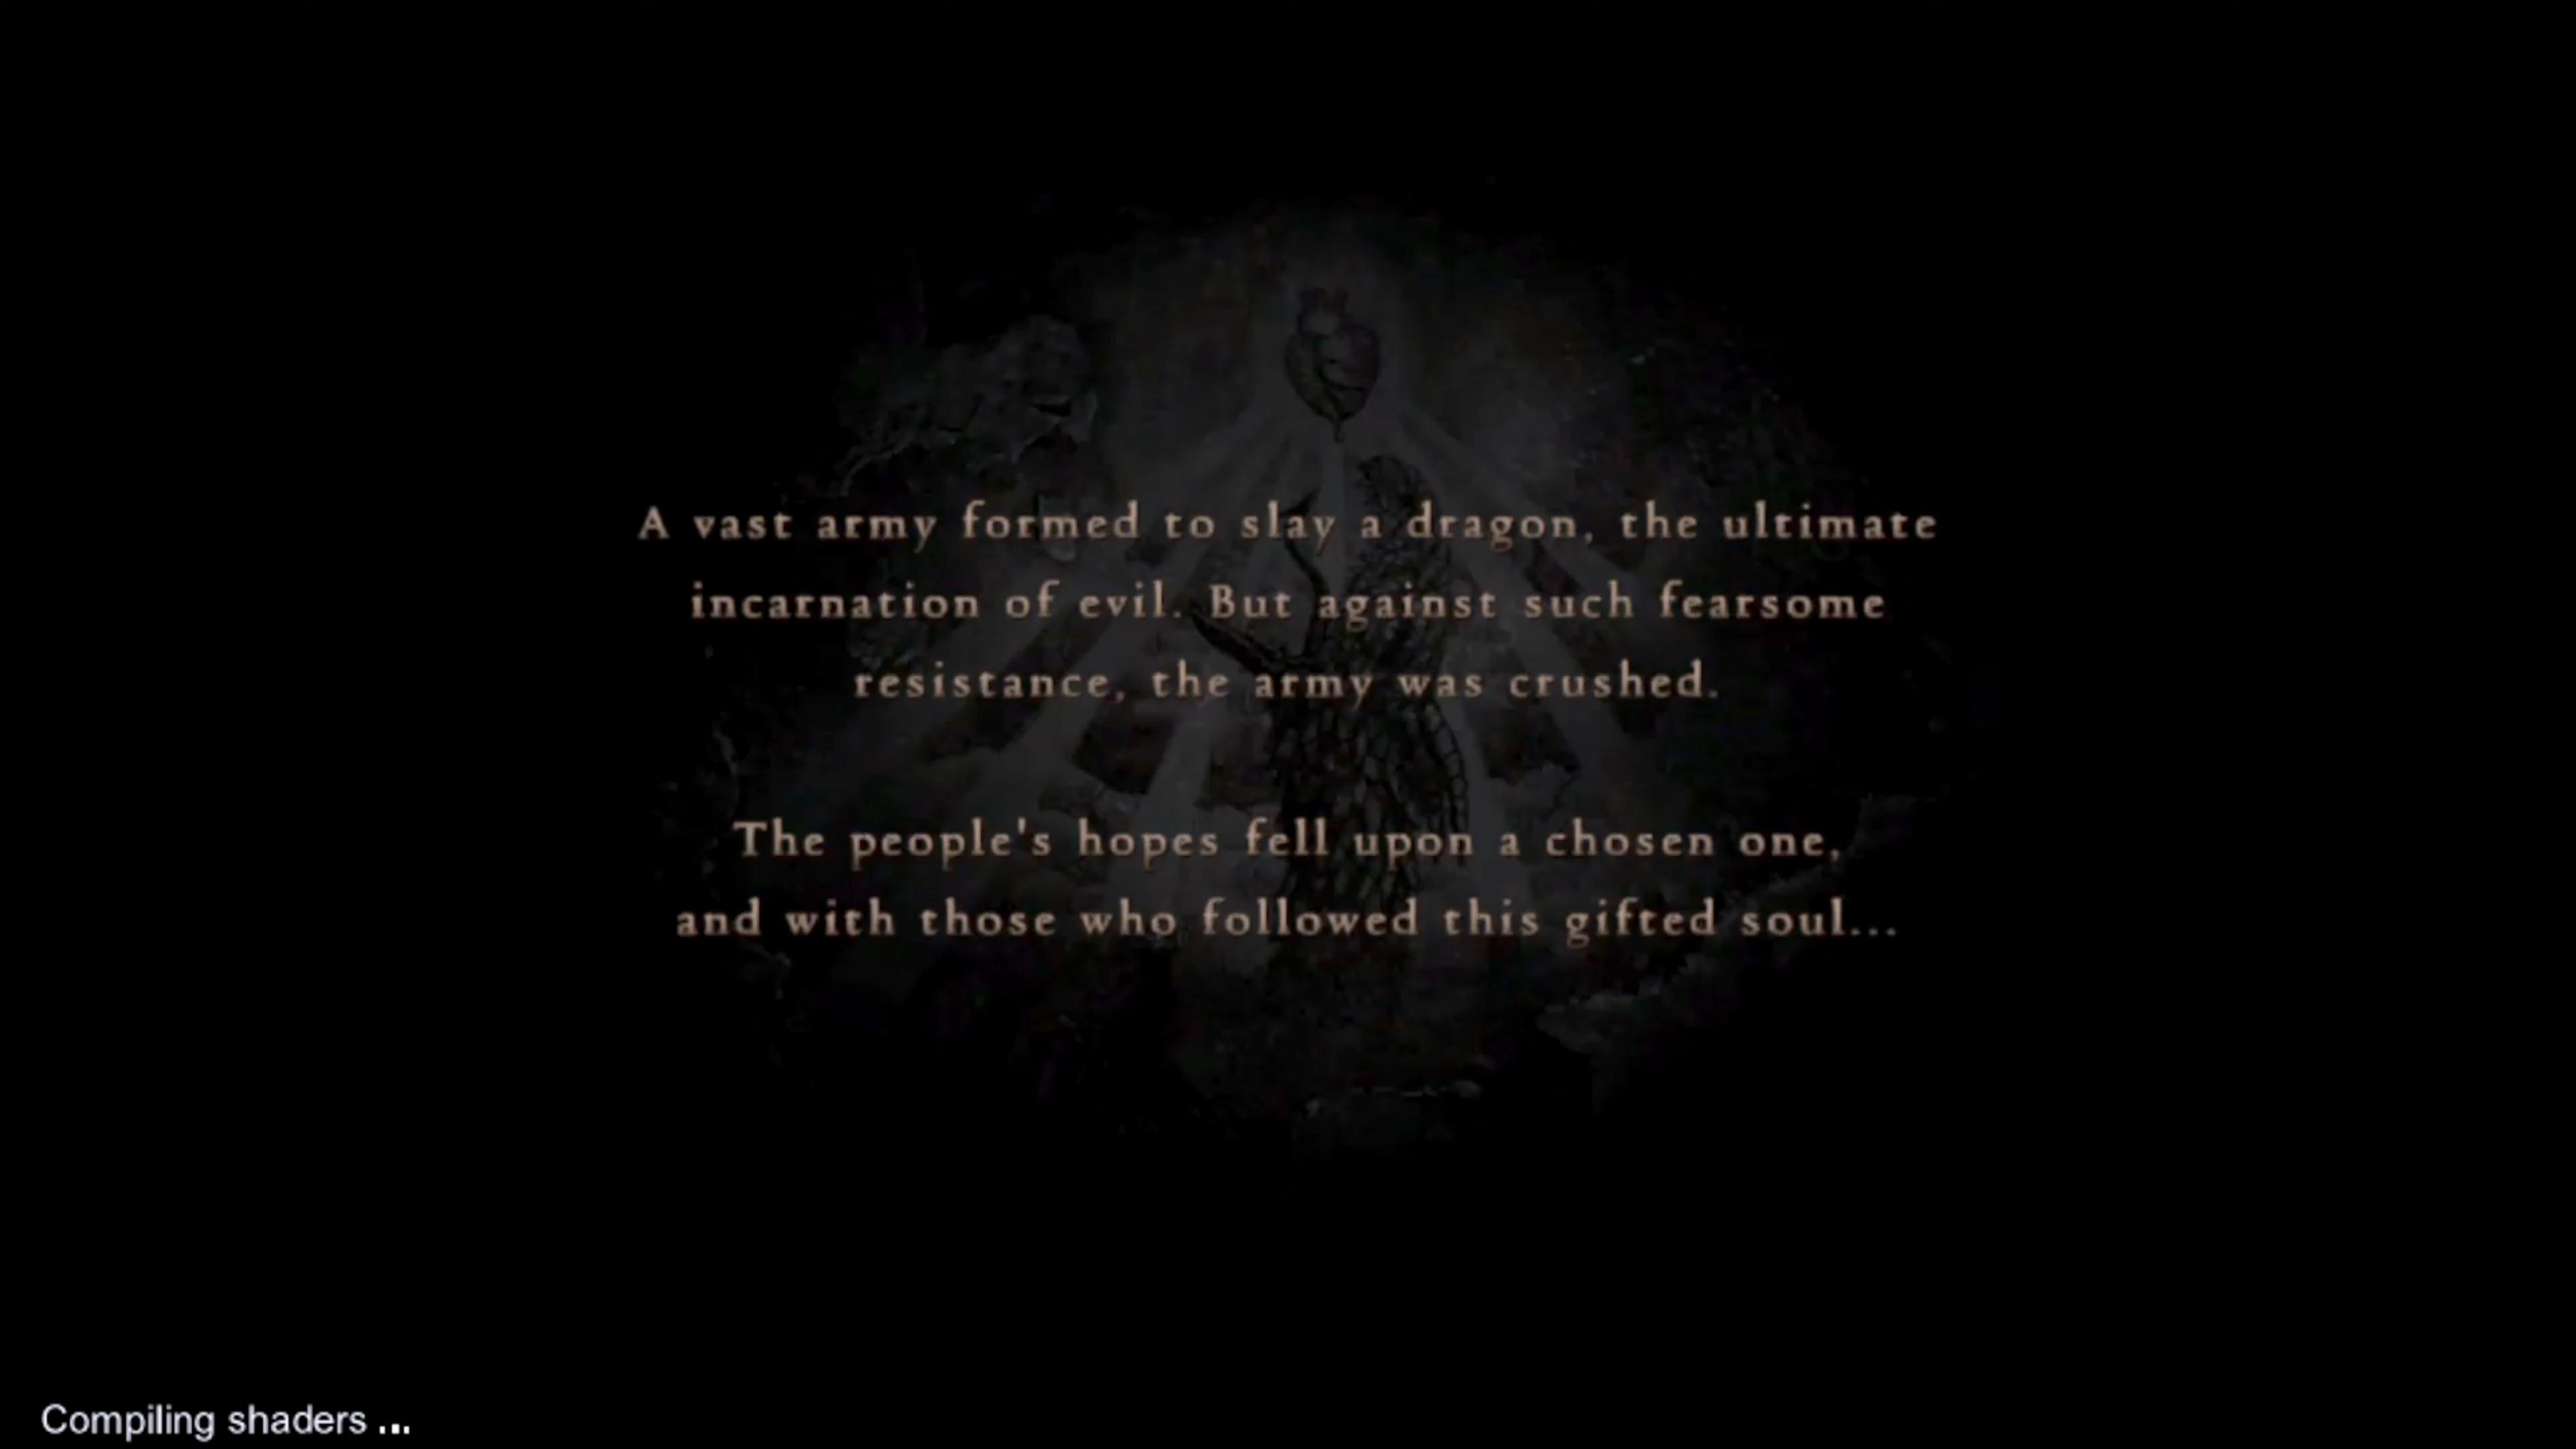 A vast army formed to slay a dragon, the ultimate
incarnation of evil. But against such fearsome
resistance, the army was crushed.
The people's hopes fell upon a chosen one,
and with those who followed this gifted soul...
Compiling shaders ...